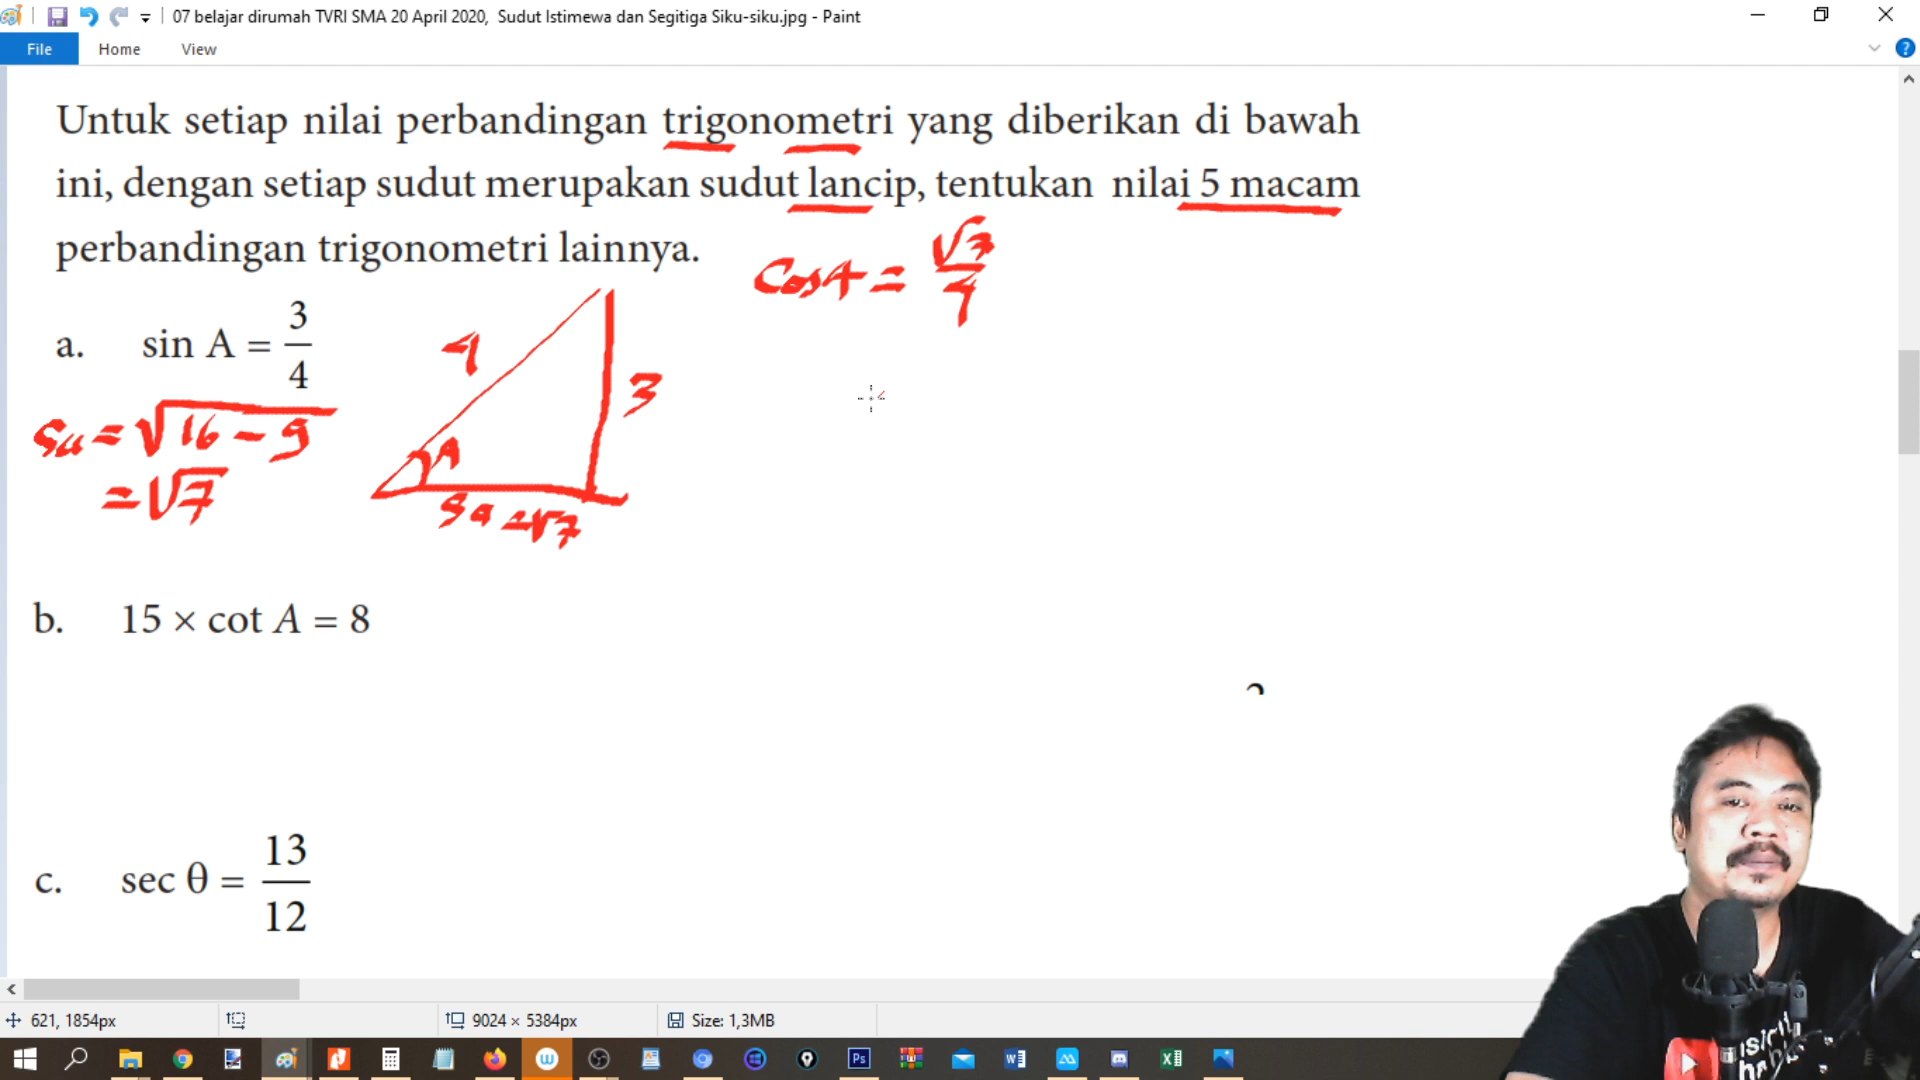 07 belajar dirumah TVRI SMA 20 April 2020, Sudut Istimewa dan Segitiga Siku-siku.jpg - Paint
File Home View
Untuk setiap nilai perbandingan trigonometri yang diberikan di bawah
ini, dengan setiap sudut merupakan sudut lancip, tentukan nilai 5 macam
perbandingan trigonometri lainnya.
Cos A = √7/4
a. sin A = 3/4
4
3
A
Sa = √16 - 9
= √7
Sa = √7
b. 15 × cot A = 8
c. sec θ = 13/12
621, 1854px
9024 × 5384px
Size: 1,3MB